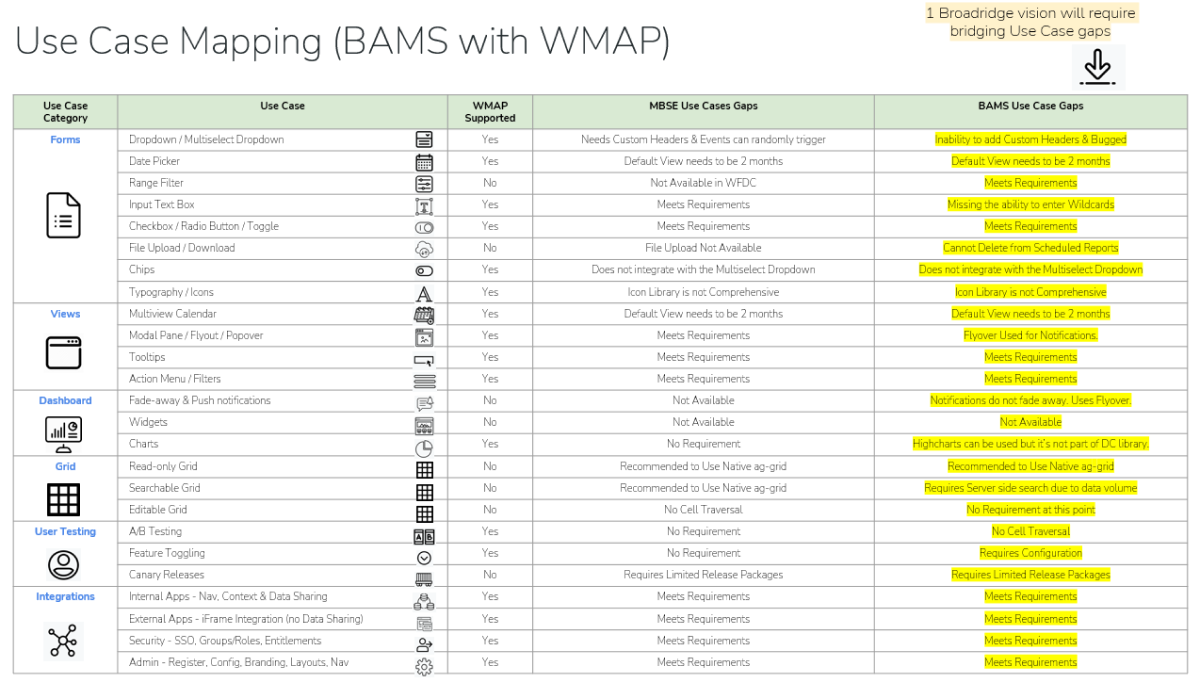 1 Broadridge vision will require
bridging Use Case gaps
Use Case Mapping (BAMS with WMAP)
Use Case Category | Use Case | WMAP Supported | MBSE Use Cases Gaps | BAMS Use Case Gaps
Forms
Dropdown / Multiselect Dropdown | Yes | Needs Custom Headers & Events can randomly trigger | Inability to add Custom Headers & Bugged
Date Picker | Yes | Default View needs to be 2 months | Default View needs to be 2 months
Range Filter | No | Not Available in WFDC | Meets Requirements
Input Text Box | Yes | Meets Requirements | Missing the ability to enter Wildcards
Checkbox / Radio Button / Toggle | Yes | Meets Requirements | Meets Requirements
File Upload / Download | No | File Upload Not Available | Cannot Delete from Scheduled Reports
Chips | Yes | Does not integrate with the Multiselect Dropdown | Does not integrate with the Multiselect Dropdown
Typography / Icons | Yes | Icon Library is not Comprehensive | Icon Library is not Comprehensive
Views
Multiview Calendar | Yes | Default View needs to be 2 months | Default View needs to be 2 months
Modal Pane / Flyout / Popover | Yes | Meets Requirements | Flyover Used for Notifications.
Tooltips | Yes | Meets Requirements | Meets Requirements
Action Menu / Filters | Yes | Meets Requirements | Meets Requirements
Dashboard
Fade-away & Push notifications | No | Not Available | Notifications do not fade away. Uses Flyover.
Widgets | No | Not Available | Not Available
Charts | Yes | No Requirement | Highcharts can be used but it's not part of DC library.
Grid
Read-only Grid | No | Recommended to Use Native ag-grid | Recommended to Use Native ag-grid
Searchable Grid | No | Recommended to Use Native ag-grid | Requires Server side search due to data volume
Editable Grid | No | No Cell Traversal | No Requirement at this point
User Testing
A/B Testing | Yes | No Requirement | No Cell Traversal
Feature Toggling | Yes | No Requirement | Requires Configuration
Canary Releases | No | Requires Limited Release Packages | Requires Limited Release Packages
Integrations
Internal Apps - Nav, Context & Data Sharing | Yes | Meets Requirements | Meets Requirements
External Apps - iFrame Integration (no Data Sharing) | Yes | Meets Requirements | Meets Requirements
Security - SSO, Groups/Roles, Entitlements | Yes | Meets Requirements | Meets Requirements
Admin - Register, Config, Branding, Layouts, Nav | Yes | Meets Requirements | Meets Requirements